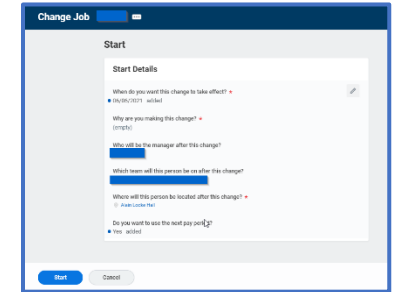 Change Job
Start
Start Details
When do you want this change to take effect? *
06/09/2021 added
Why are you making this change? *
(empty)
Who will be the manager after this change?
Which team will this person be on after this change?
Where will this person be located after this change? *
Alain Locke Hall
Do you want to use the next pay period?
Yes added
Start
Cancel